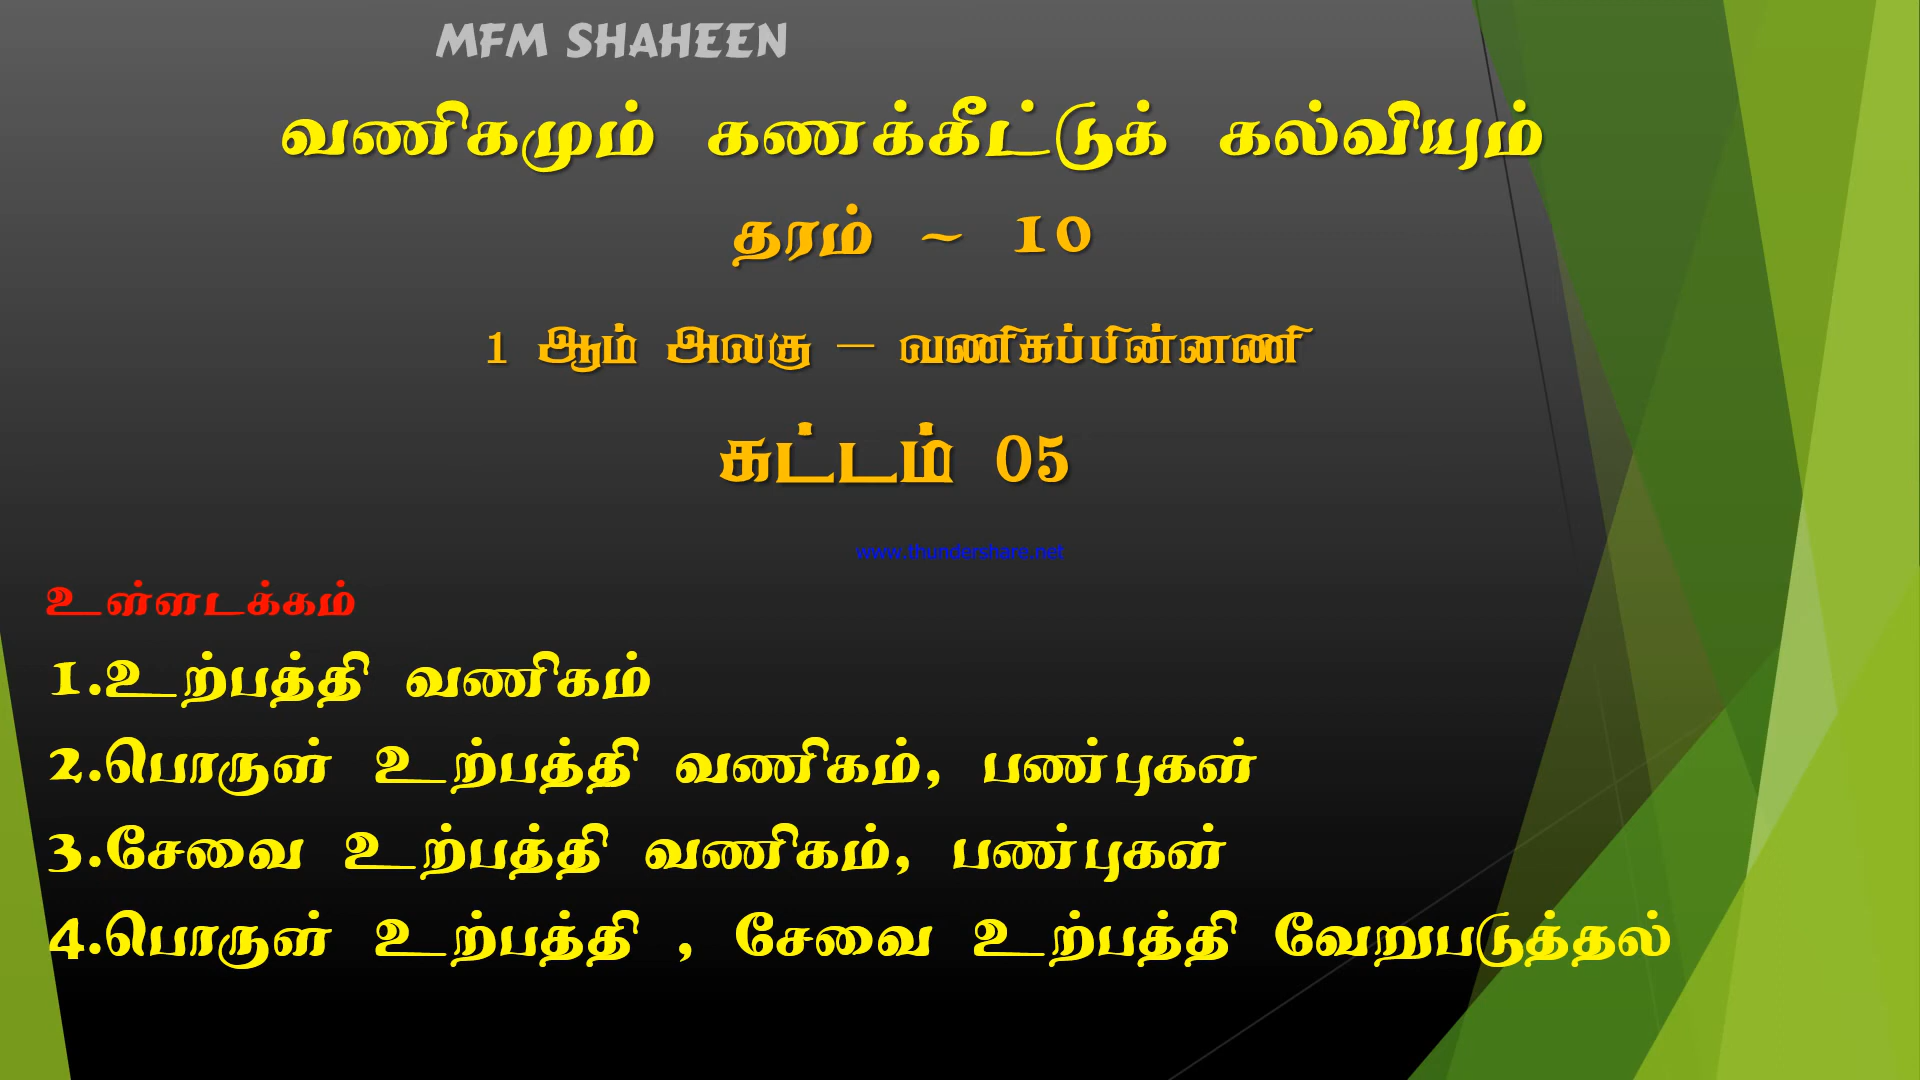 MFM SHAHEEN
வணிகமும் கணக்கீட்டுக் கல்வியும்
தரம் ~ 10
1 ஆம் அலகு – வணிகப்பின்னணி
கட்டம் 05
www.thundershare.net
உள்ளடக்கம்
1.உற்பத்தி வணிகம்
2.பொருள் உற்பத்தி வணிகம், பண்புகள்
3.சேவை உற்பத்தி வணிகம், பண்புகள்
4.பொருள் உற்பத்தி , சேவை உற்பத்தி வேறுபடுத்தல்